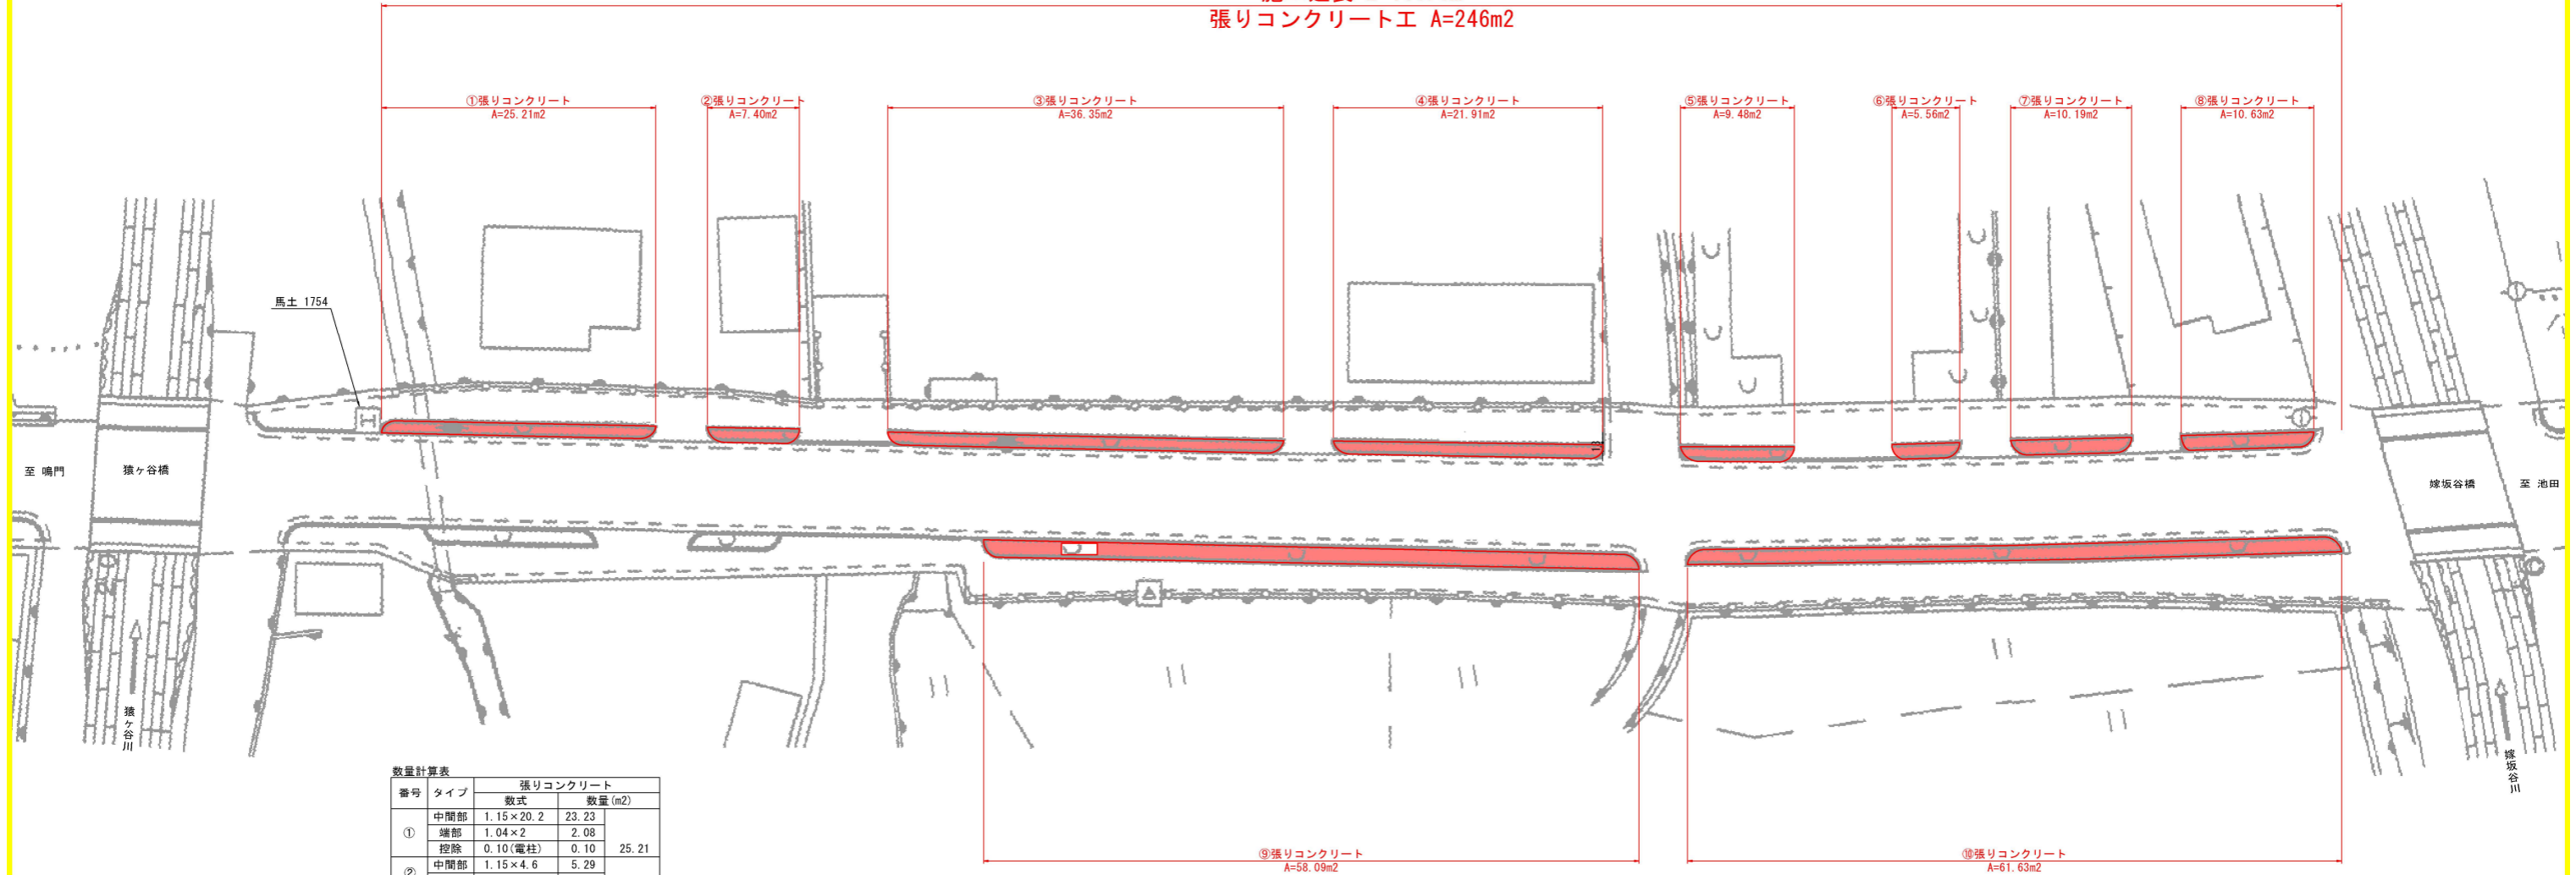 張りコンクリート工 A=246m2
①張りコンクリート
A=25.21m2
②張りコンクリート
A=7.40m2
③張りコンクリート
A=36.35m2
④張りコンクリート
A=21.91m2
⑤張りコンクリート
A=9.48m2
⑥張りコンクリート
A=5.56m2
⑦張りコンクリート
A=10.19m2
⑧張りコンクリート
A=10.63m2
馬土 1754
至 鳴門
猿ヶ谷橋
嫁坂谷橋
至 池田
猿ヶ谷川
嫁坂谷川
⑨張りコンクリート
A=58.09m2
⑩張りコンクリート
A=61.63m2
数量計算表
番号 タイプ 張りコンクリート
数式 数量(m2)
① 中間部 1.15×20.2 23.23
端部 1.04×2 2.08
控除 0.10(電柱) 0.10 25.21
② 中間部 1.15×4.6 5.29